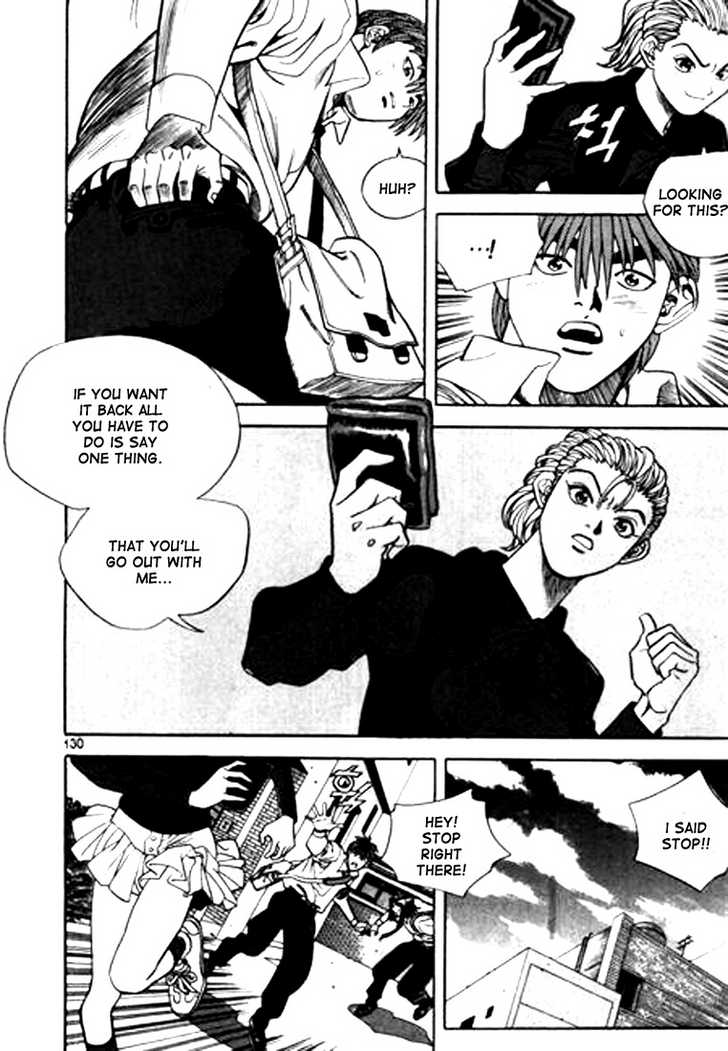 HUH?
LOOKING
FOR THIS?
...!
IF YOU WANT
IT BACK ALL
YOU HAVE TO
DO IS SAY
ONE THING.
THAT YOU'LL
GO OUT WITH
ME...
130
HEY!
STOP
RIGHT
THERE!
I SAID
STOP!!